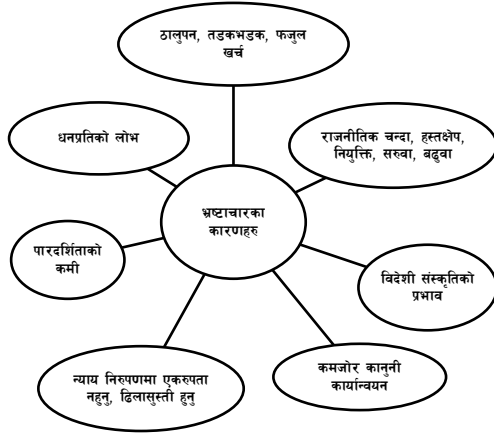 ठालुपन, तडकभडक, फजुल
खर्च
धनप्रतिको लोभ
राजनीतिक चन्दा, हस्तक्षेप,
नियुक्ति, सरुवा, बढुवा
भ्रष्टाचारका
कारणहरु
पारदर्शिताको
कमी
विदेशी संस्कृतिको
प्रभाव
न्याय निरुपणमा एकरुपता
नहुनु, ढिलासुस्ती हुनु
कमजोर कानुनी
कार्यान्वयन